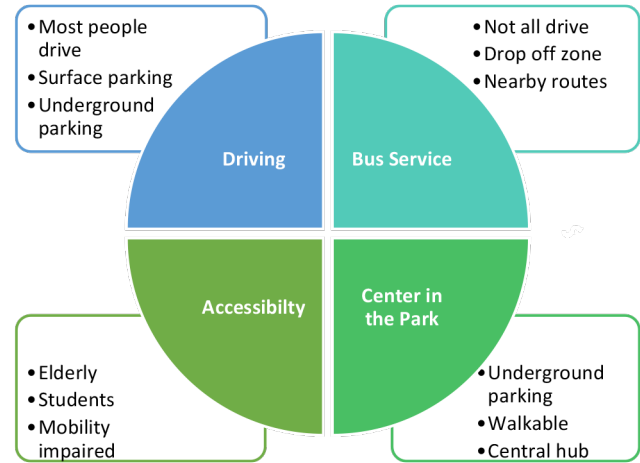 • Most people
drive
• Surface parking
• Underground
parking
• Not all drive
• Drop off zone
• Nearby routes
Driving
Bus Service
Accessibilty
Center in
the Park
• Elderly
• Students
• Mobility
impaired
• Underground
parking
• Walkable
• Central hub